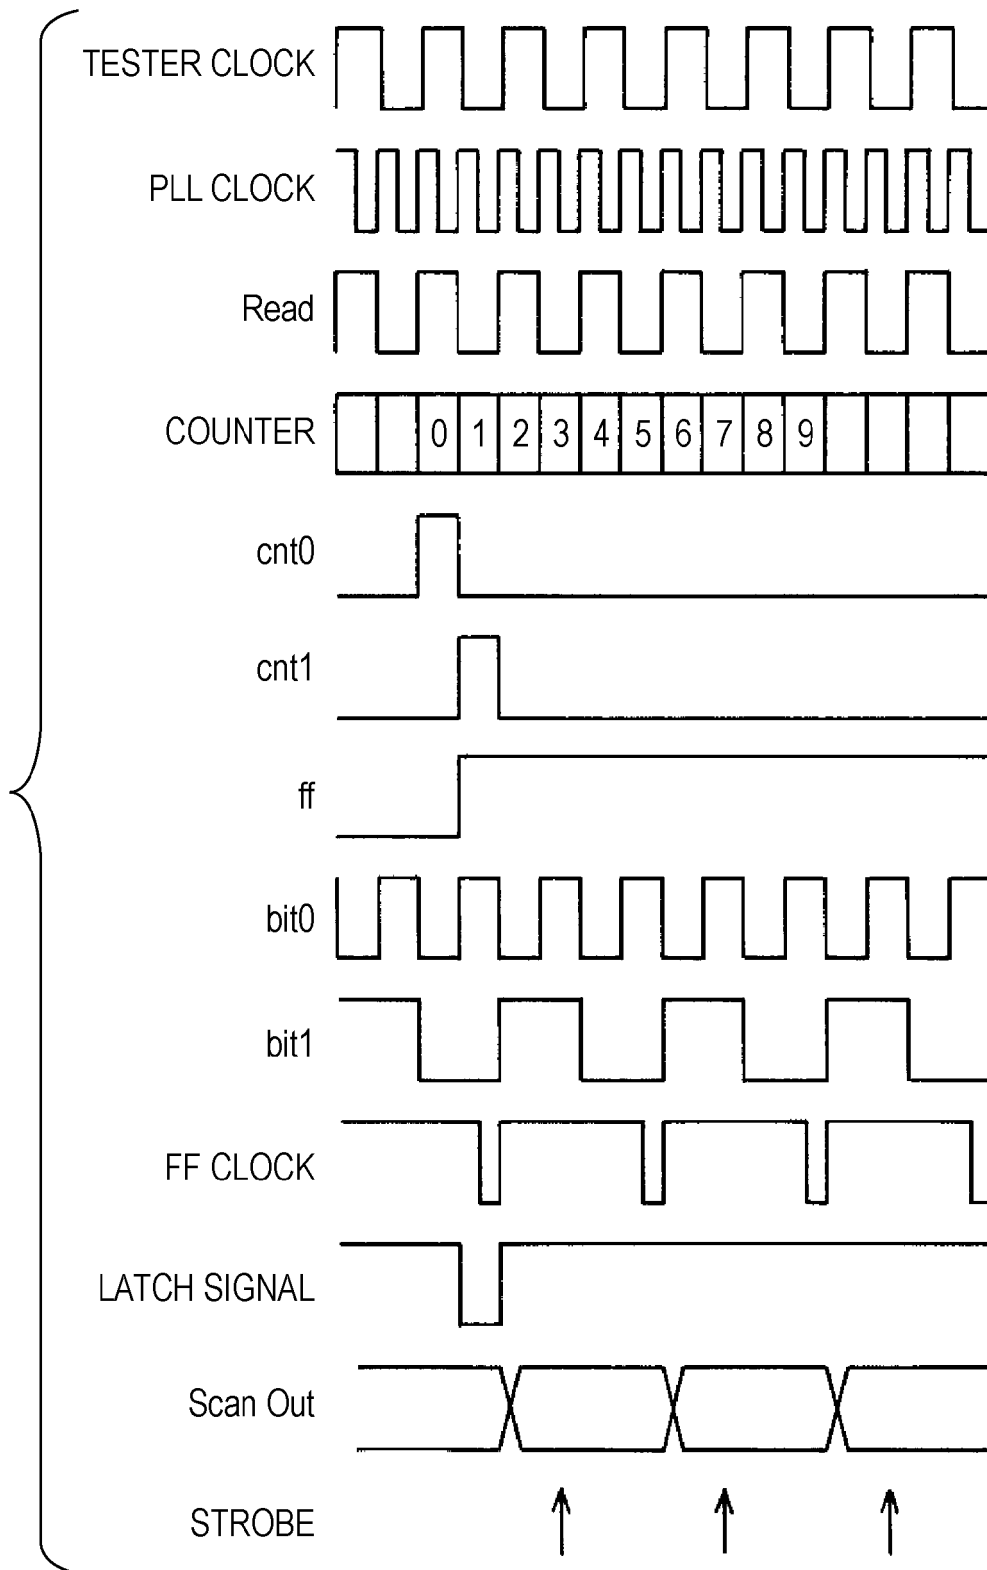 TESTER CLOCK
PLL CLOCK
Read
COUNTER 0 1 2 3 4 5 6 7 8 9
cnt0
cnt1
ff
bit0
bit1
FF CLOCK
LATCH SIGNAL
Scan Out
STROBE